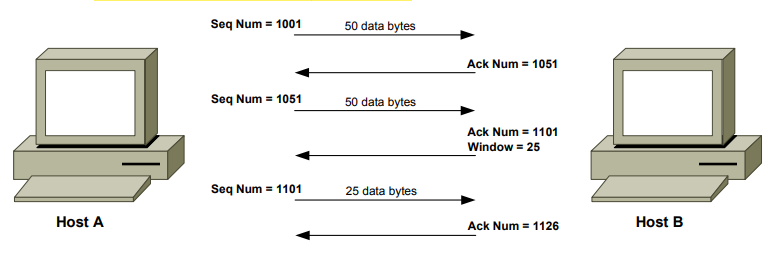 Seq Num = 1001
50 data bytes
Ack Num = 1051
Seq Num = 1051
50 data bytes
Ack Num = 1101
Window = 25
Seq Num = 1101
25 data bytes
Ack Num = 1126
Host A
Host B